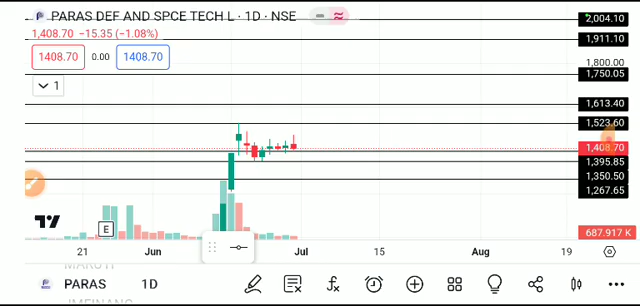 PARAS DEF AND SPCE TECH L · 1D · NSE
1,408.70 −15.35 (−1.08%)
1408.70 0.00 1408.70
1
2,004.10
1,911.10
1,800.00
1,750.05
1,613.40
1,523.60
1,408.70
1,395.85
1,350.50
1,267.65
687.917 K
E
21 Jun Jul 15 Aug 19
MARUTI
PARAS 1D